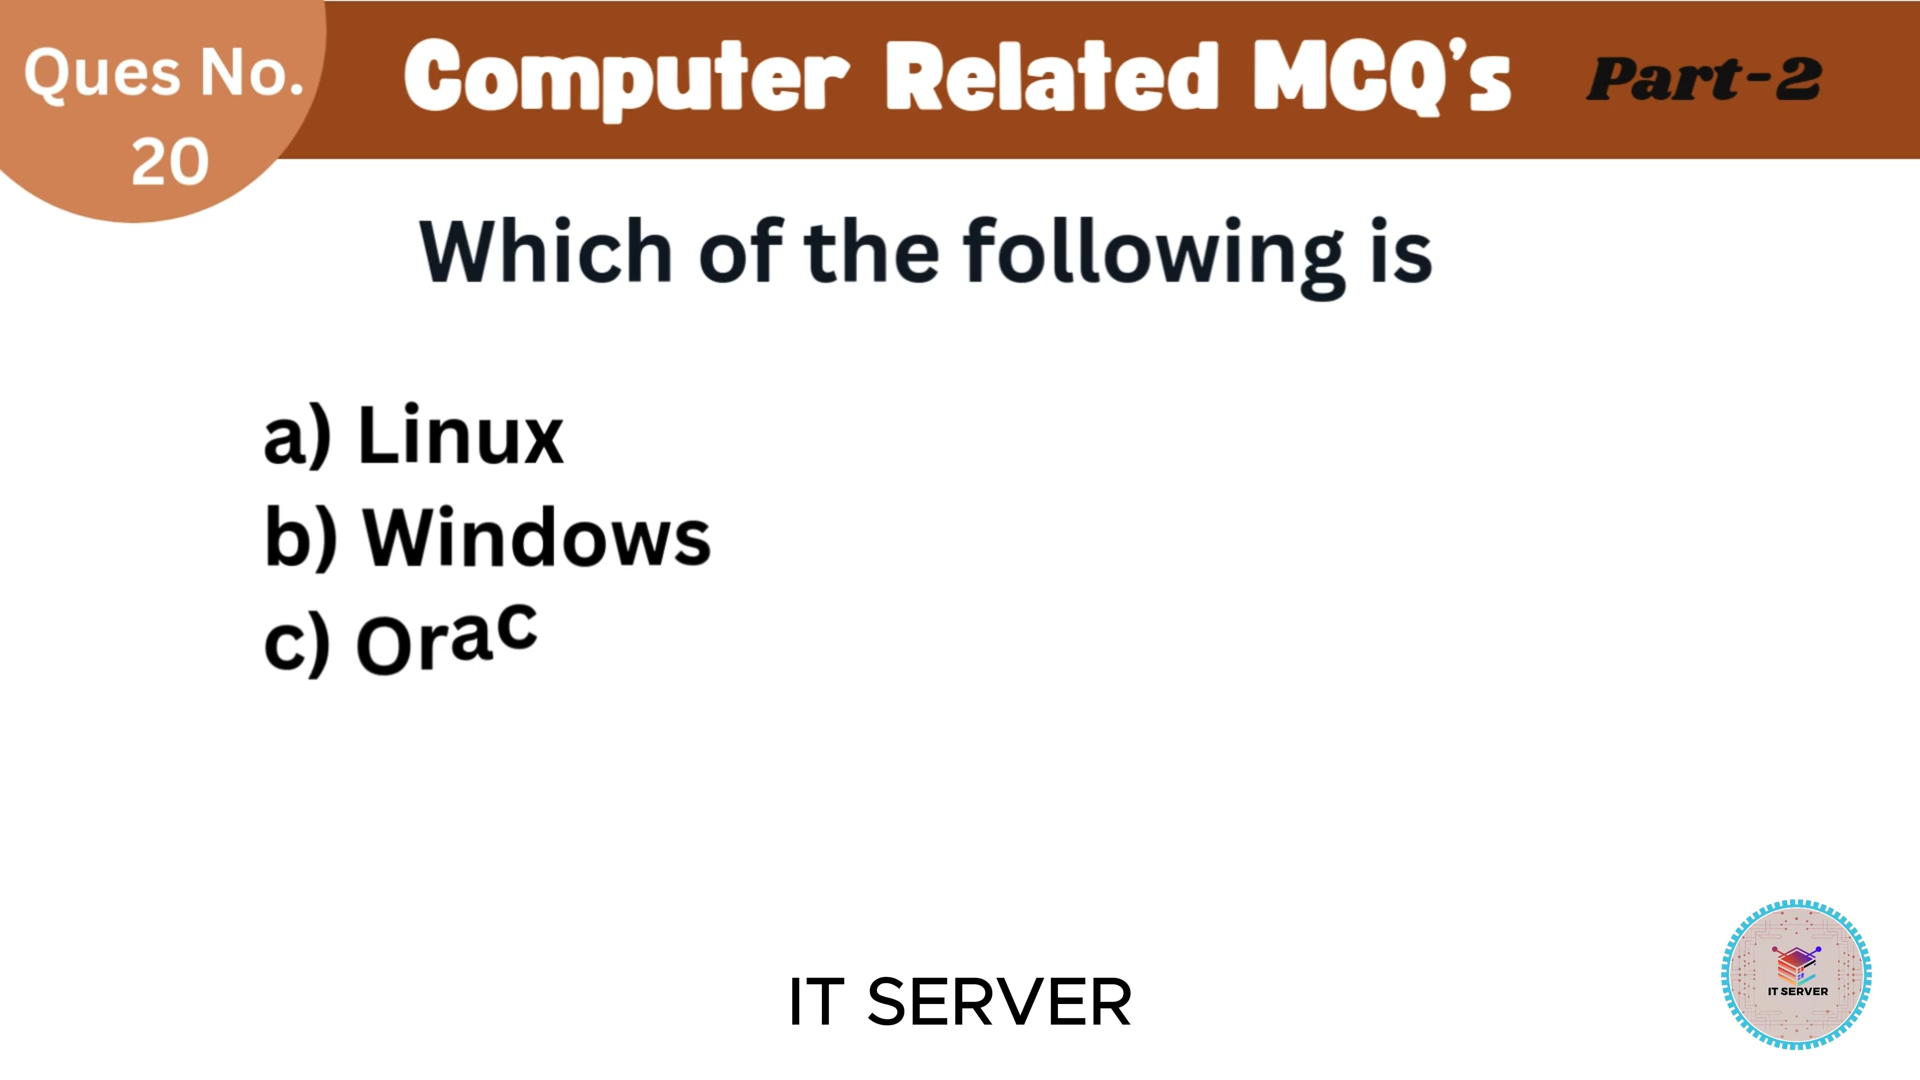 Ques No.
20
Computer Related MCQ's
Part-2
Which of the following is
a) Linux
b) Windows
c) Orac
IT SERVER
IT SERVER